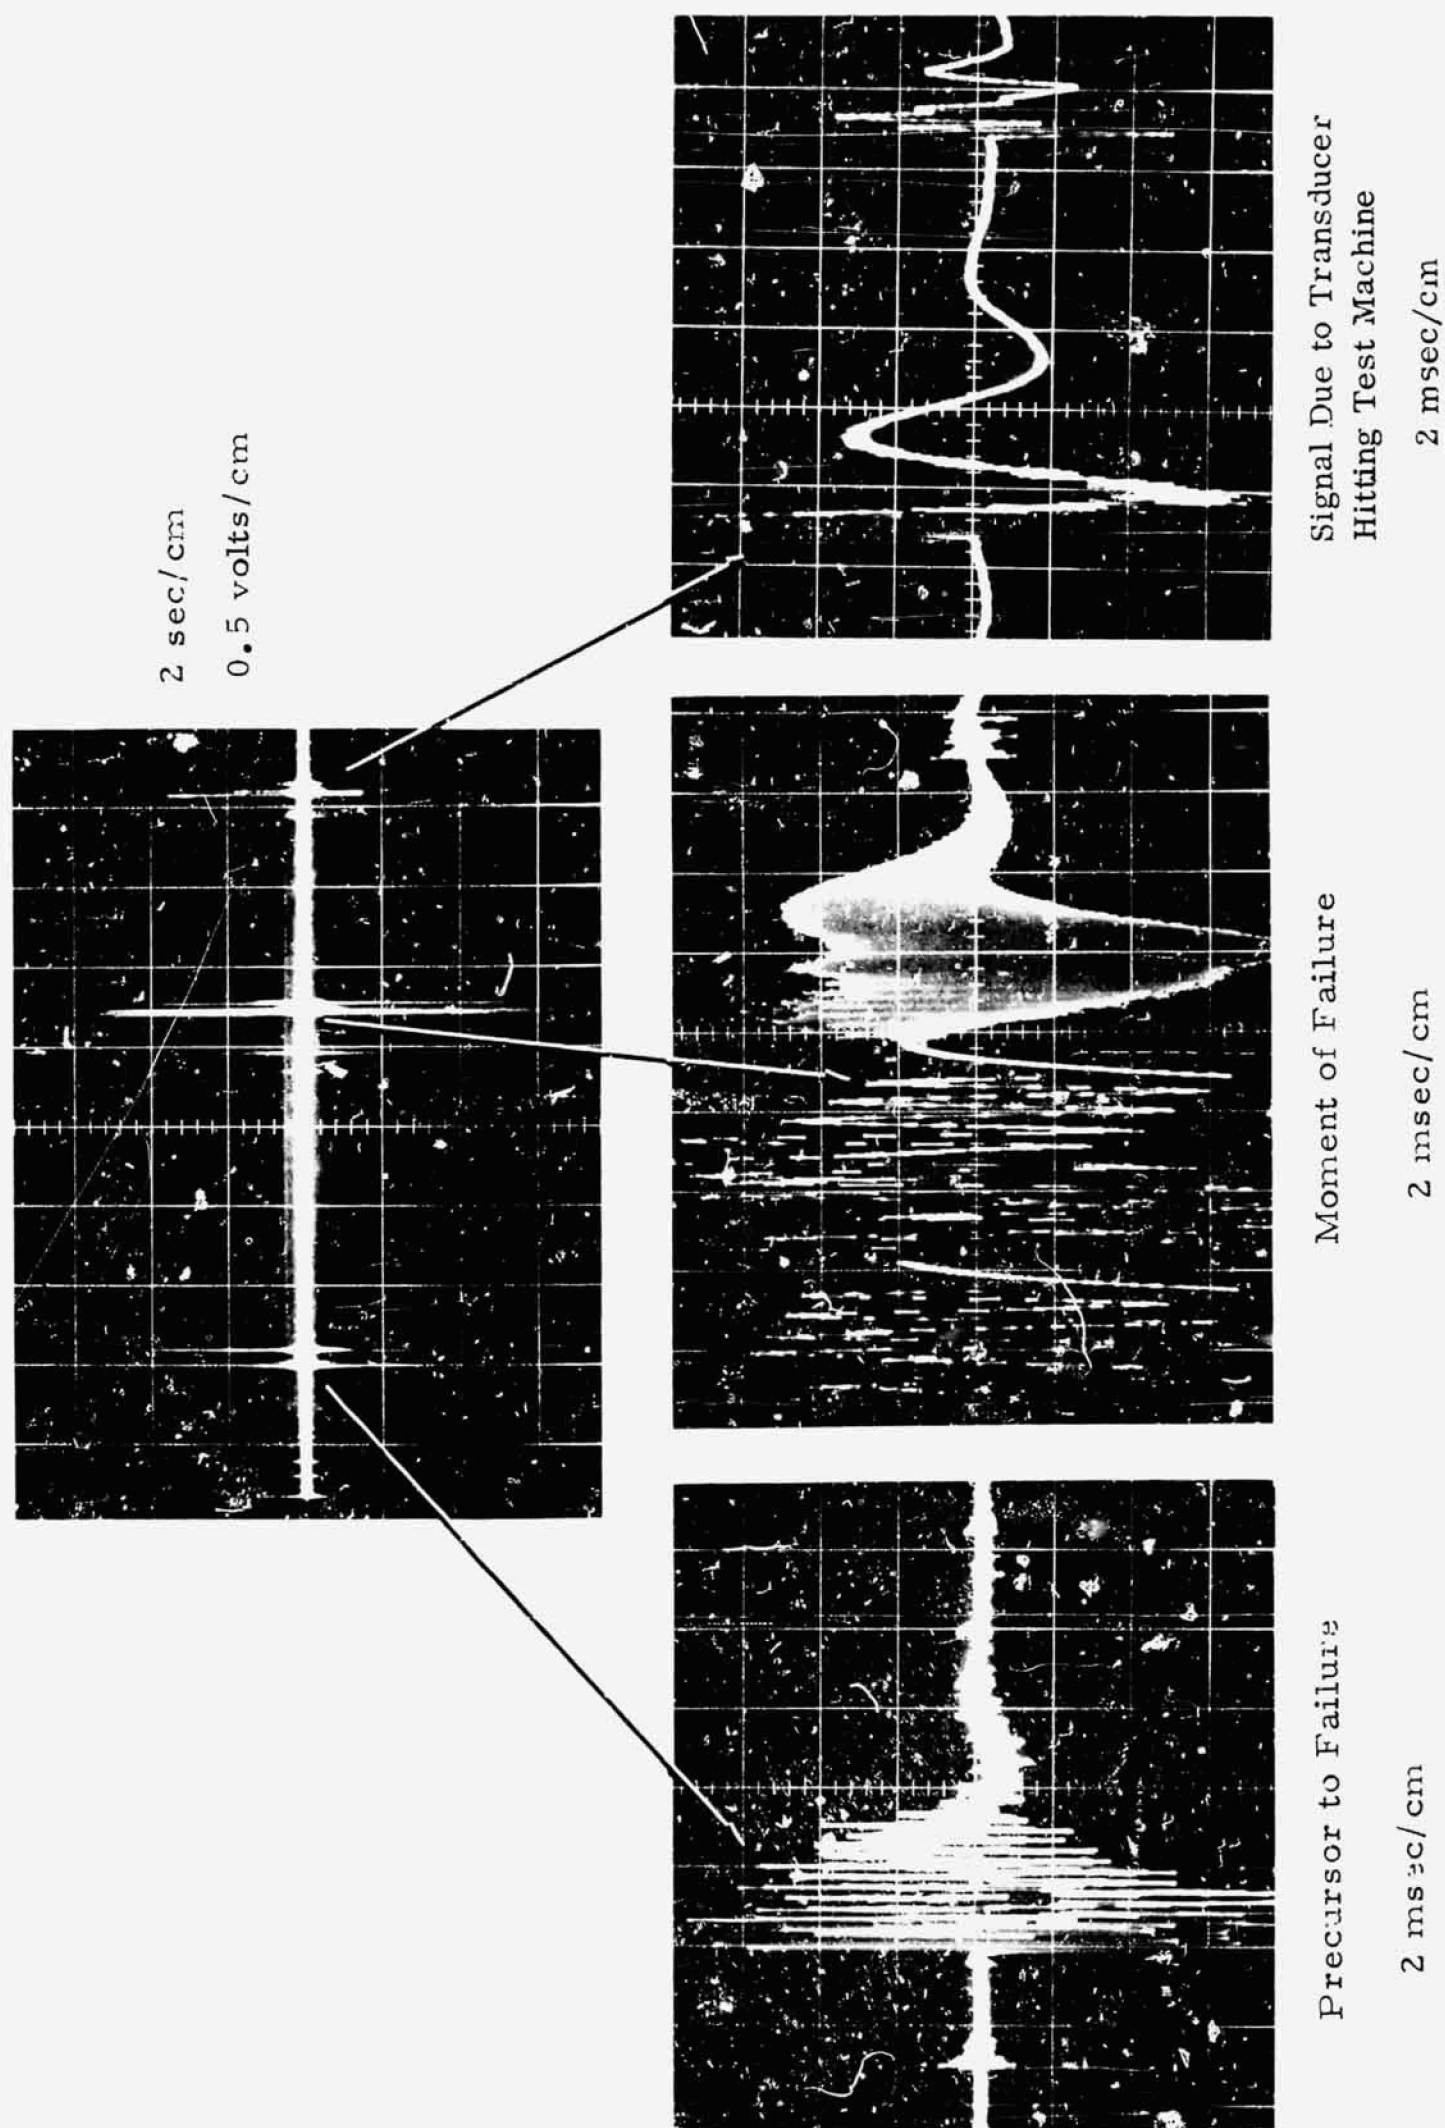 2 sec/cm
0.5 volts/cm
Precursor to Failure
2 msec/cm
Moment of Failure
2 msec/cm
Signal Due to Transducer
Hitting Test Machine
2 msec/cm